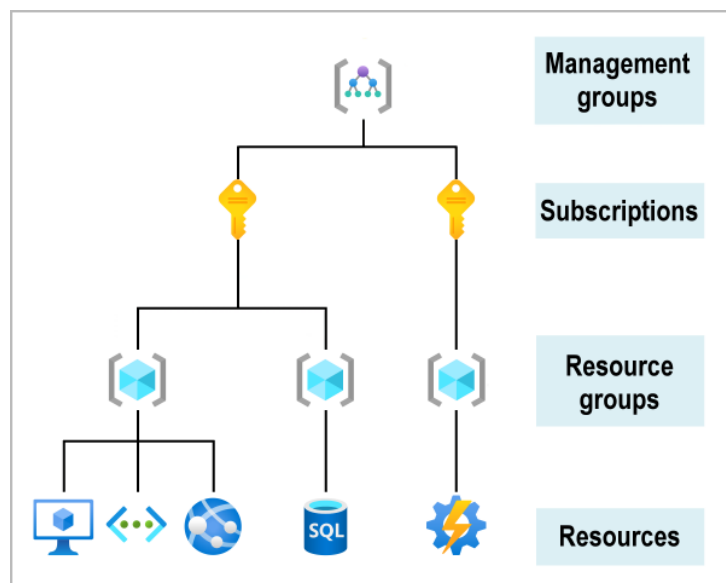 Management
groups
Subscriptions
Resource
groups
SQL
Resources